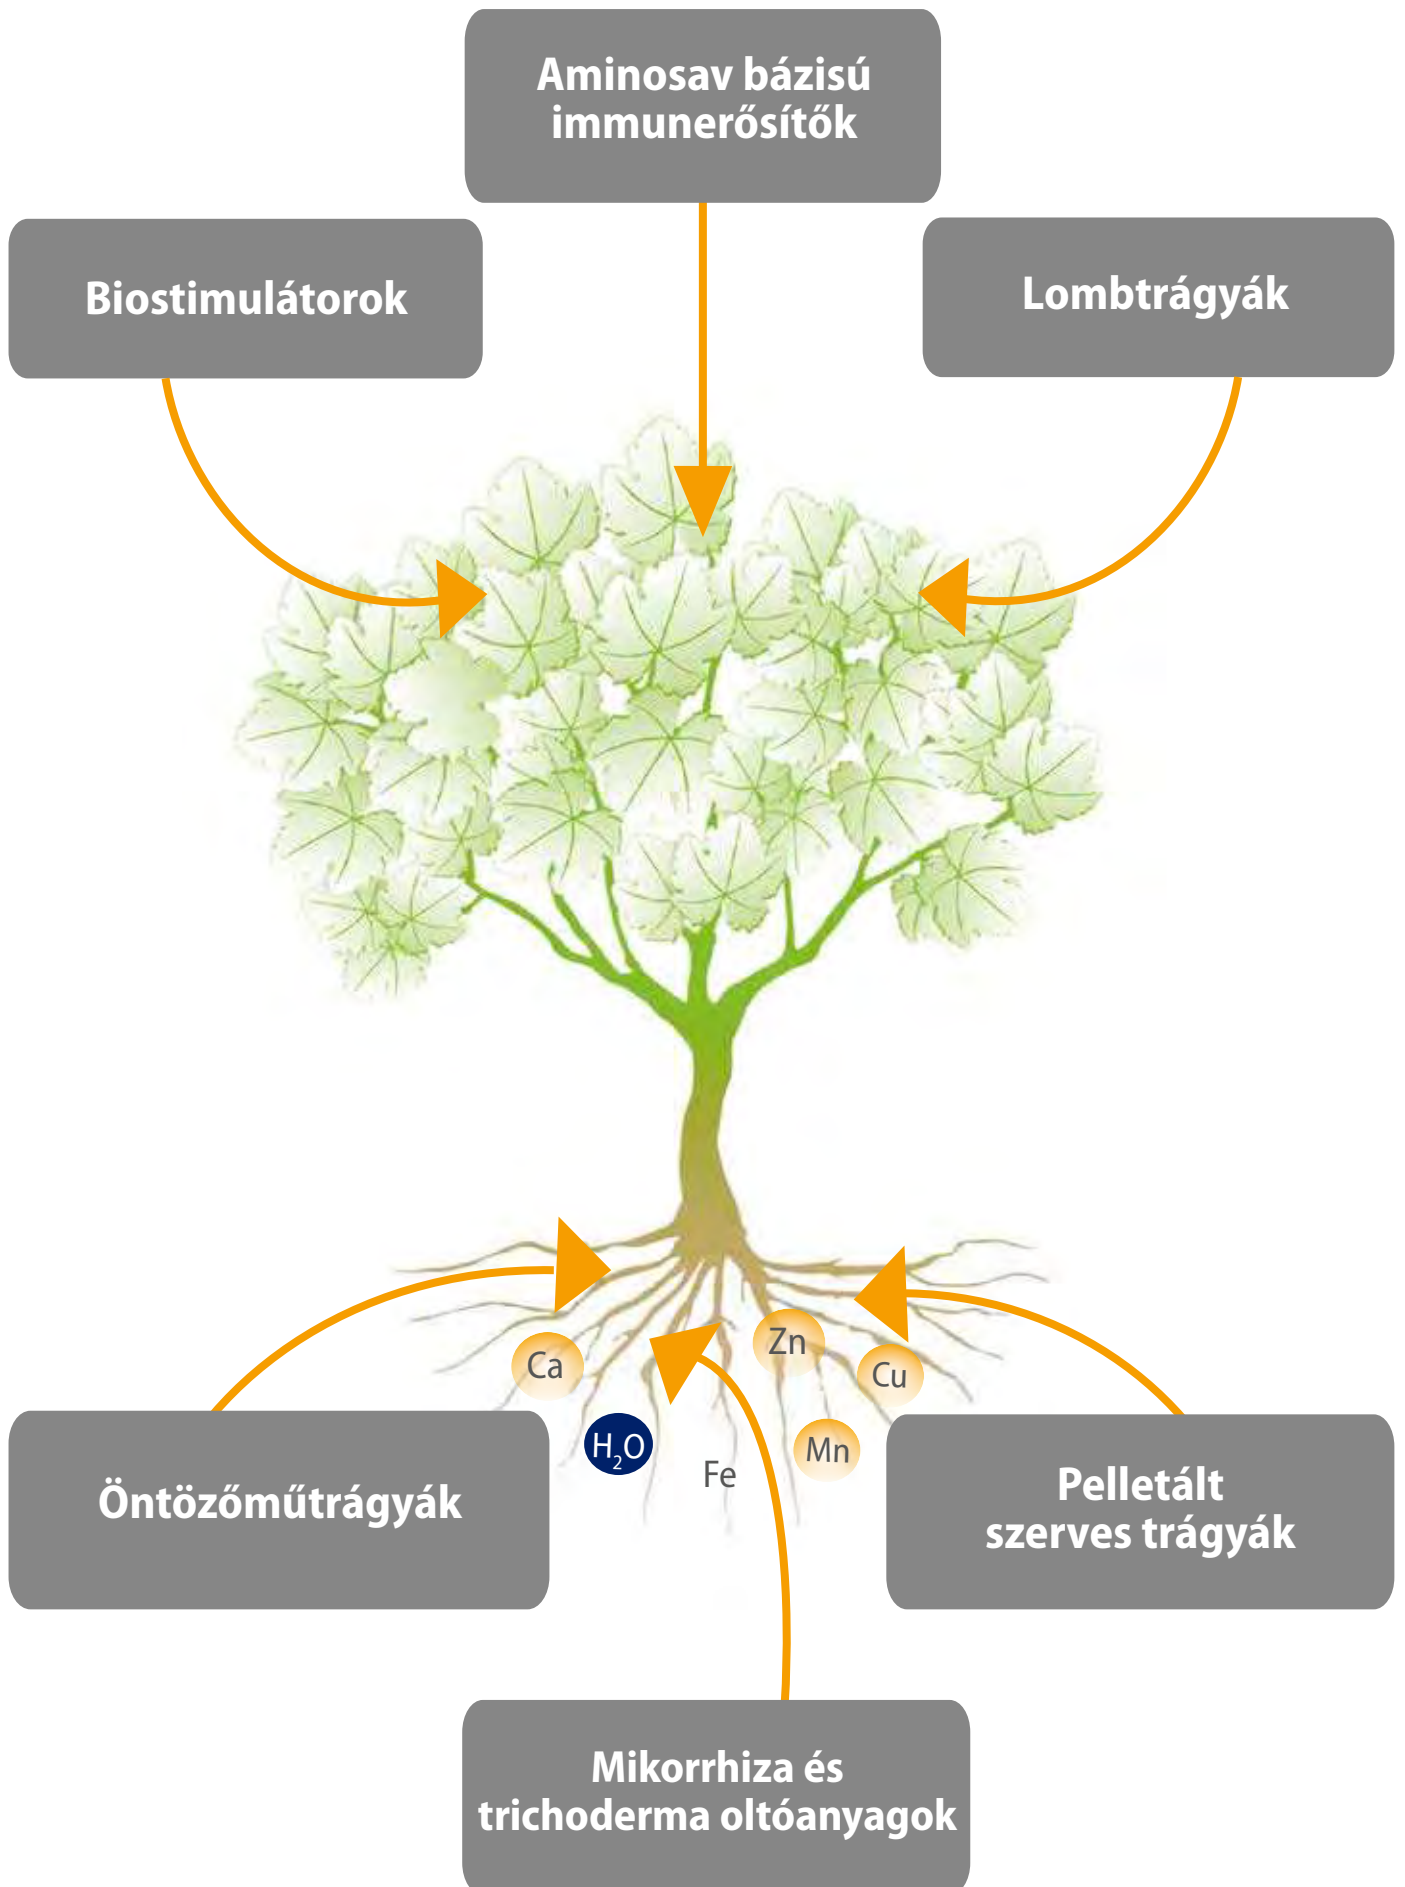 Aminosav bázisú
immunerősítők
Biostimulátorok
Lombtrágyák
Zn
Ca
Cu
H₂O
Mn
Fe
Öntözőműtrágyák
Pelletált
szerves trágyák
Mikorrhiza és
trichoderma oltóanyagok